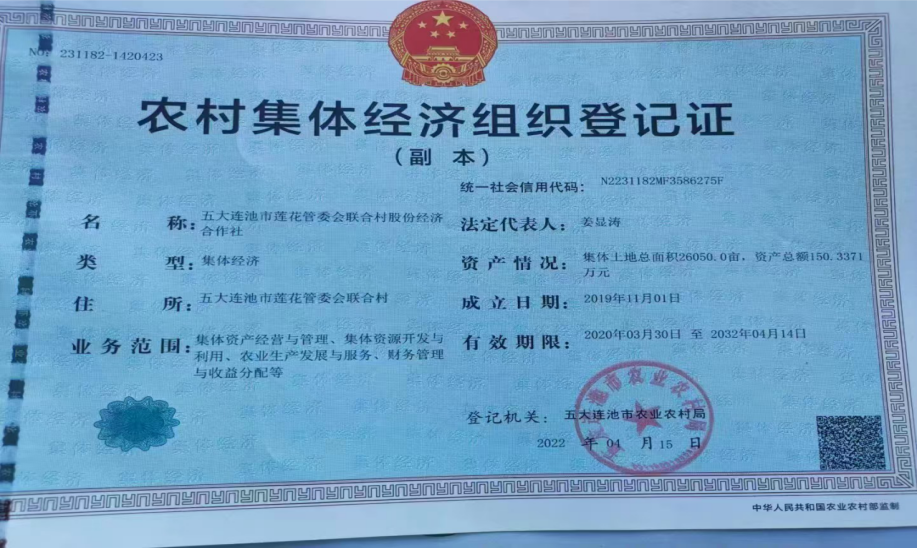 NO: 231182-1420423
农村集体经济组织登记证
（副 本）
统一社会信用代码： N2231182MF3586275F
名 称： 五大连池市莲花管委会联合村股份经济
合作社
类 型： 集体经济
住 所： 五大连池市莲花管委会联合村
业务范围： 集体资产经营与管理、集体资源开发与
利用、农业生产发展与服务、财务管理
与收益分配等
法定代表人： 姜显涛
资产情况： 集体土地总面积26050.0亩，资产总额150.3371
万元
成立日期： 2019年11月01日
有效期限： 2020年03月30日 至 2032年04月14日
登记机关： 五大连池市农业农村局
2022 年 04 月 15 日
五大连池市农业农村局
中华人民共和国农业农村部监制